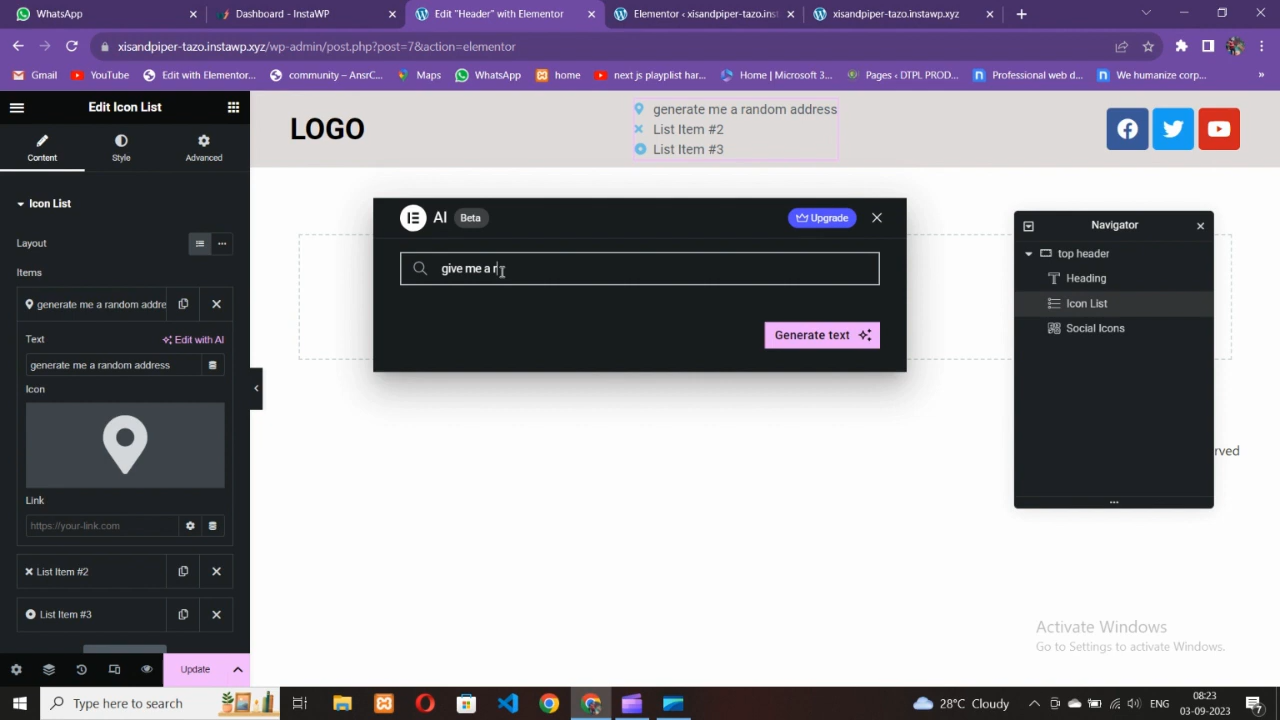 WhatsApp
Dashboard - InstaWP
Edit "Header" with Elementor
Elementor ‹ xisandpiper-tazo.inst
xisandpiper-tazo.instawp.xyz/
xisandpiper-tazo.instawp.xyz/wp-admin/post.php?post=7&action=elementor
Gmail
YouTube
Edit with Elementor...
community – AnsrC...
Maps
WhatsApp
home
next js playlist har...
Home | Microsoft 3...
Pages ‹ DTPL PROD...
Professional web d...
We humanize corp...
»
Edit Icon List
Content
Style
Advanced
Icon List
Layout
Items
generate me a random addre
Text
Edit with AI
generate me a random address
Icon
Link
https://your-link.com
List Item #2
List Item #3
Update
LOGO
generate me a random address
List Item #2
List Item #3
AI
Beta
Upgrade
give me a r
Generate text
Navigator
top header
Heading
Icon List
Social Icons
rved
Activate Windows
Go to Settings to activate Windows.
Type here to search
28°C Cloudy
ENG
08:23
03-09-2023
7